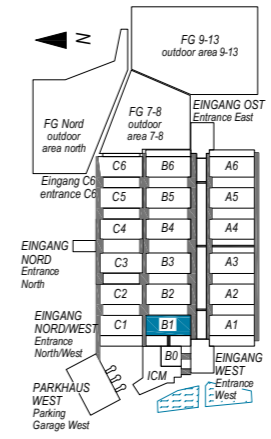 N
FG 9-13
outdoor area 9-13
FG Nord
outdoor
area north
FG 7-8
outdoor
area 7-8
EINGANG OST
Entrance East
Eingang C6
entrance C6
C6
B6
A6
C5
B5
A5
C4
B4
A4
EINGANG
NORD
Entrance
North
C3
B3
A3
C2
B2
A2
EINGANG
NORD/WEST
Entrance
North/West
C1
B1
A1
B0
ICM
EINGANG
WEST
Entrance
West
PARKHAUS
WEST
Parking
Garage West